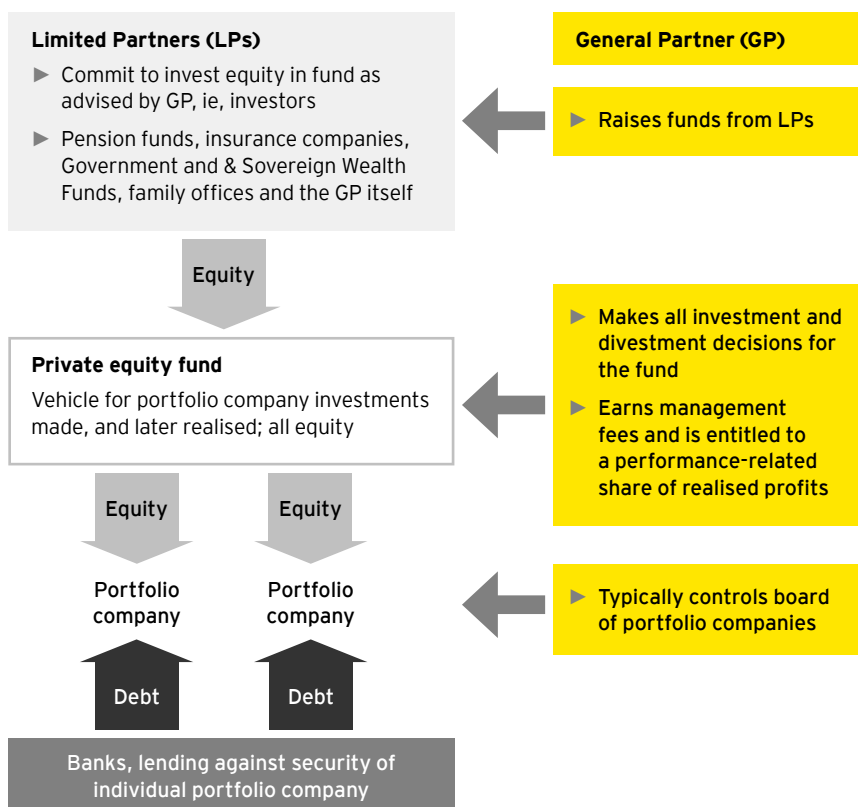 Limited Partners (LPs)
► Commit to invest equity in fund as
advised by GP, ie, investors
► Pension funds, insurance companies,
Government and & Sovereign Wealth
Funds, family offices and the GP itself
General Partner (GP)
► Raises funds from LPs
Equity
Private equity fund
Vehicle for portfolio company investments
made, and later realised; all equity
► Makes all investment and
divestment decisions for
the fund
► Earns management
fees and is entitled to
a performance-related
share of realised profits
Equity
Equity
Portfolio
company
Portfolio
company
► Typically controls board
of portfolio companies
Debt
Debt
Banks, lending against security of
individual portfolio company